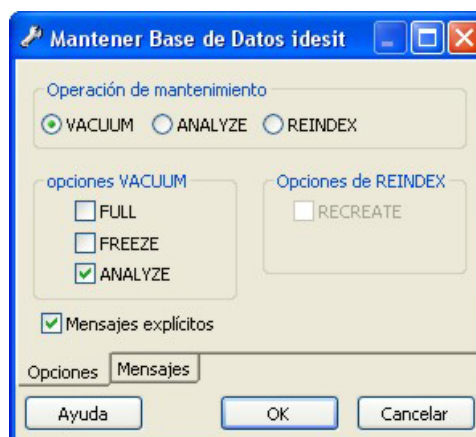 Mantener Base de Datos idesit
Operación de mantenimiento
VACUUM ANALYZE REINDEX
opciones VACUUM
FULL
FREEZE
ANALYZE
Opciones de REINDEX
RECREATE
Mensajes explícitos
Opciones Mensajes
Ayuda OK Cancelar